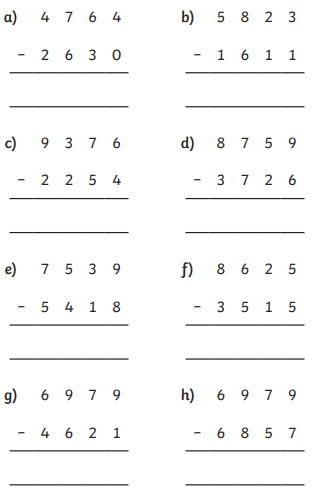 a) 4 7 6 4 b) 5 8 2 3
- 2 6 3 0 - 1 6 1 1
c) 9 3 7 6 d) 8 7 5 9
- 2 2 5 4 - 3 7 2 6
e) 7 5 3 9 f) 8 6 2 5
- 5 4 1 8 - 3 5 1 5
g) 6 9 7 9 h) 6 9 7 9
- 4 6 2 1 - 6 8 5 7